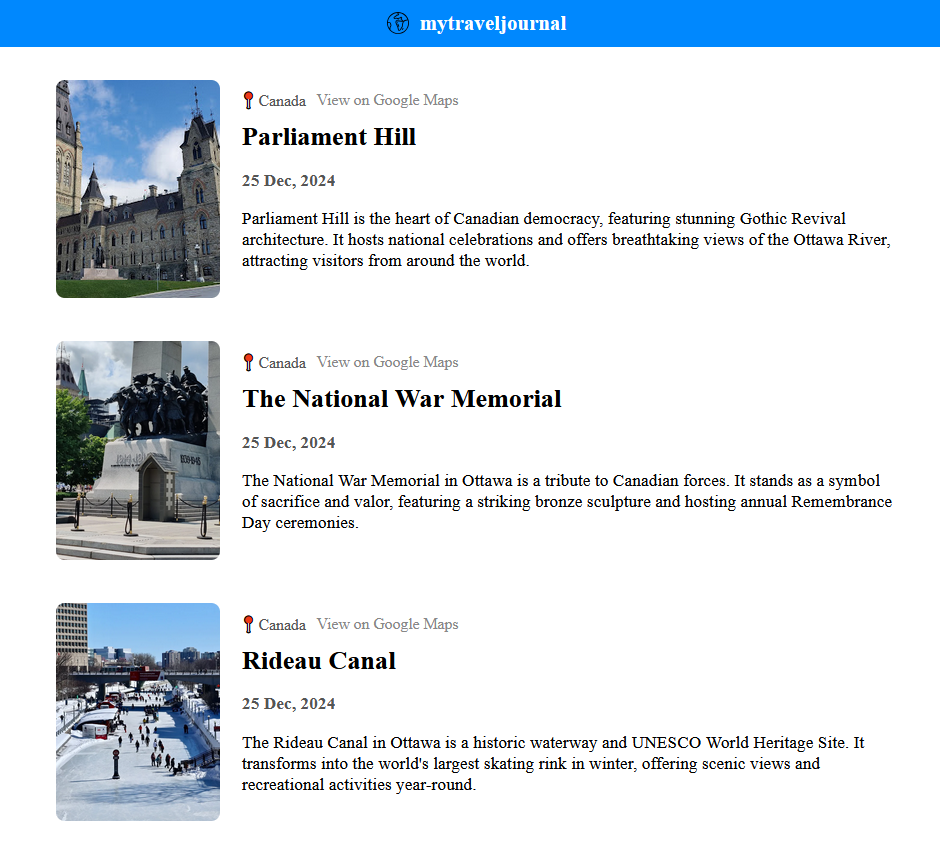 mytraveljournal
Canada View on Google Maps
Parliament Hill
25 Dec, 2024
Parliament Hill is the heart of Canadian democracy, featuring stunning Gothic Revival
architecture. It hosts national celebrations and offers breathtaking views of the Ottawa River,
attracting visitors from around the world.
Canada View on Google Maps
The National War Memorial
25 Dec, 2024
The National War Memorial in Ottawa is a tribute to Canadian forces. It stands as a symbol
of sacrifice and valor, featuring a striking bronze sculpture and hosting annual Remembrance
Day ceremonies.
Canada View on Google Maps
Rideau Canal
25 Dec, 2024
The Rideau Canal in Ottawa is a historic waterway and UNESCO World Heritage Site. It
transforms into the world's largest skating rink in winter, offering scenic views and
recreational activities year-round.